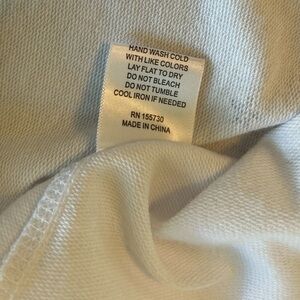 HAND WASH COLD
WITH LIKE COLORS
LAY FLAT TO DRY
DO NOT BLEACH
DO NOT TUMBLE
COOL IRON IF NEEDED
RN 155730
MADE IN CHINA